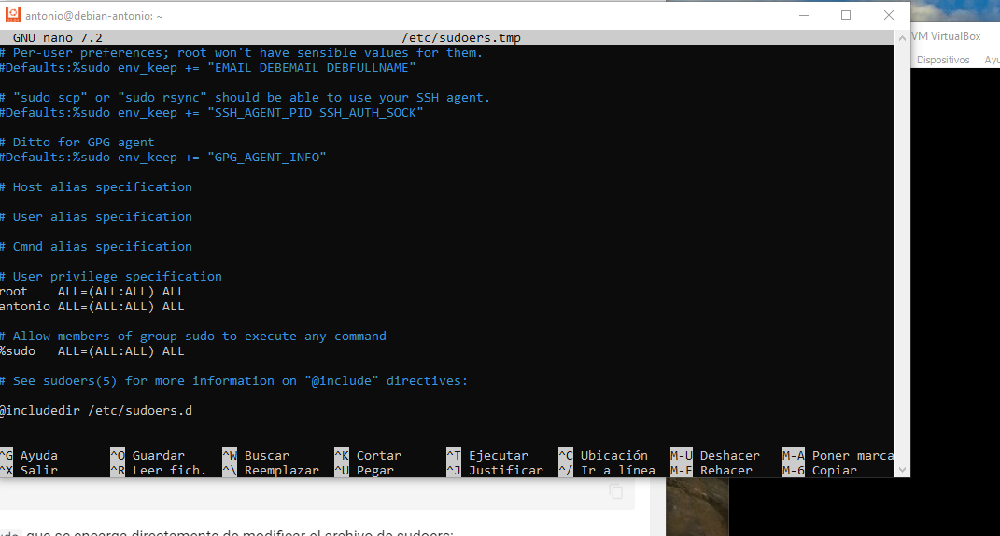 antonio@debian-antonio: ~
GNU nano 7.2 /etc/sudoers.tmp
# Per-user preferences; root won't have sensible values for them.
#Defaults:%sudo env_keep += "EMAIL DEBEMAIL DEBFULLNAME"
# "sudo scp" or "sudo rsync" should be able to use your SSH agent.
#Defaults:%sudo env_keep += "SSH_AGENT_PID SSH_AUTH_SOCK"
# Ditto for GPG agent
#Defaults:%sudo env_keep += "GPG_AGENT_INFO"
# Host alias specification
# User alias specification
# Cmnd alias specification
# User privilege specification
root ALL=(ALL:ALL) ALL
antonio ALL=(ALL:ALL) ALL
# Allow members of group sudo to execute any command
%sudo ALL=(ALL:ALL) ALL
# See sudoers(5) for more information on "@include" directives:
@includedir /etc/sudoers.d
^G Ayuda ^O Guardar ^W Buscar ^K Cortar ^T Ejecutar ^C Ubicación M-U Deshacer M-A Poner marca
^X Salir ^R Leer fich. ^\ Reemplazar ^U Pegar ^J Justificar ^/ Ir a línea M-E Rehacer M-6 Copiar
VM VirtualBox
Dispositivos Ayu
que se encarga directamente de modificar el archivo de sudoers: